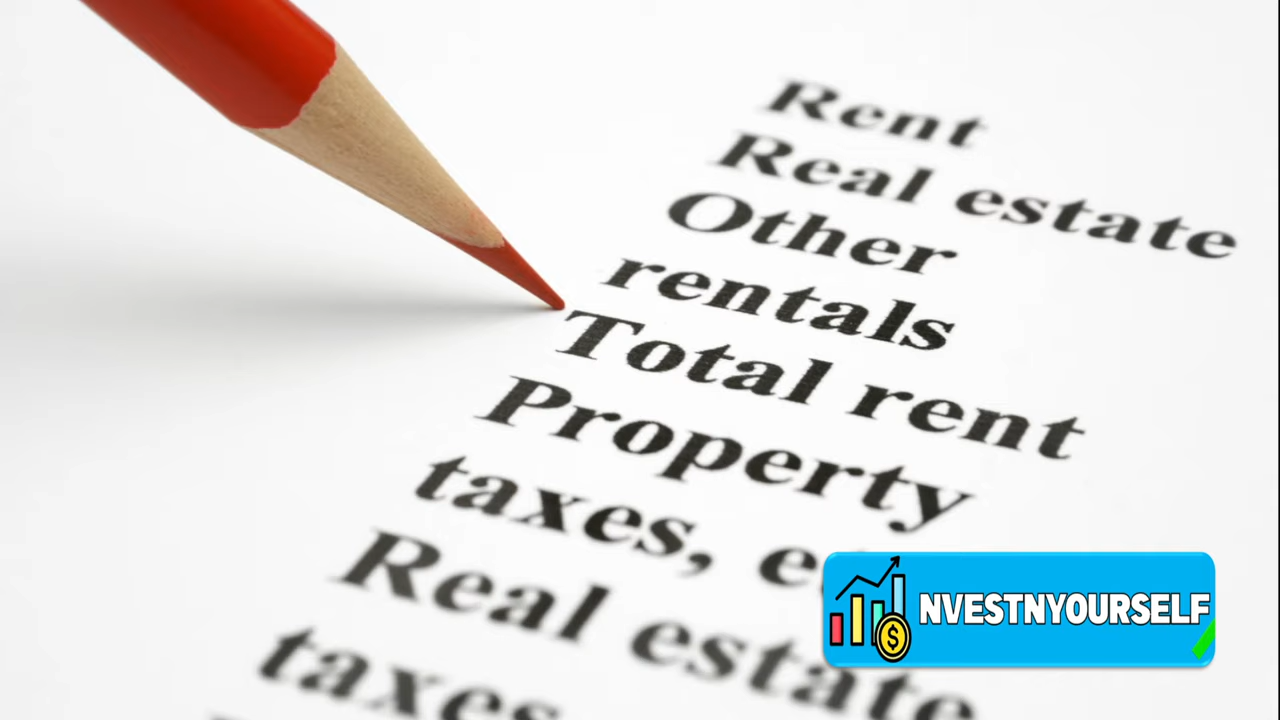 Rent
Real estate
Other
rentals
Total rent
Property
taxes,
Real estate
taxes
NVESTNYOURSELF
$